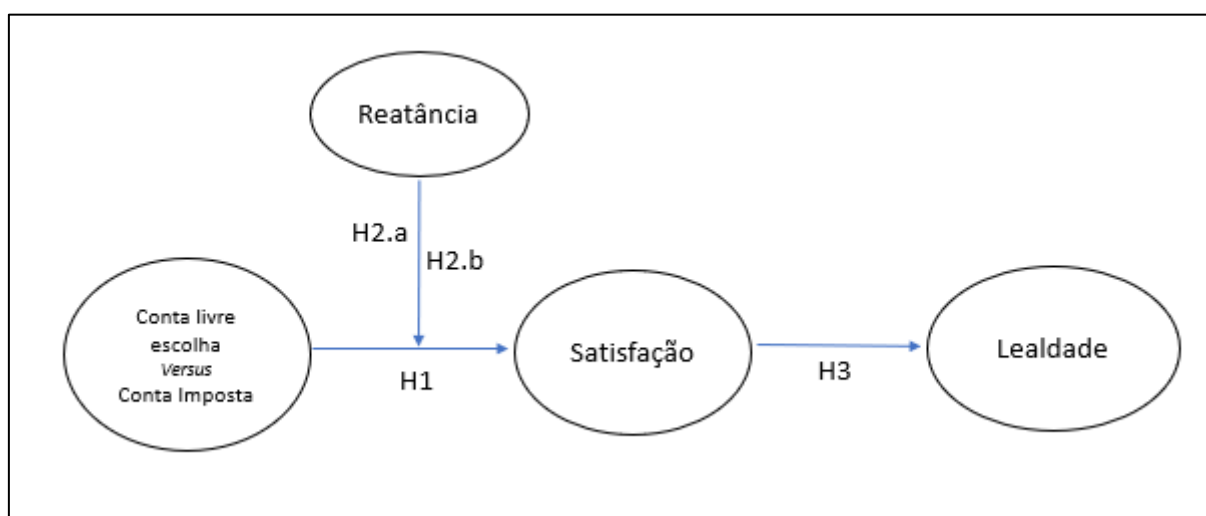 Reatância
H2.a
H2.b
Conta livre
escolha
Versus
Conta Imposta
H1
Satisfação
H3
Lealdade